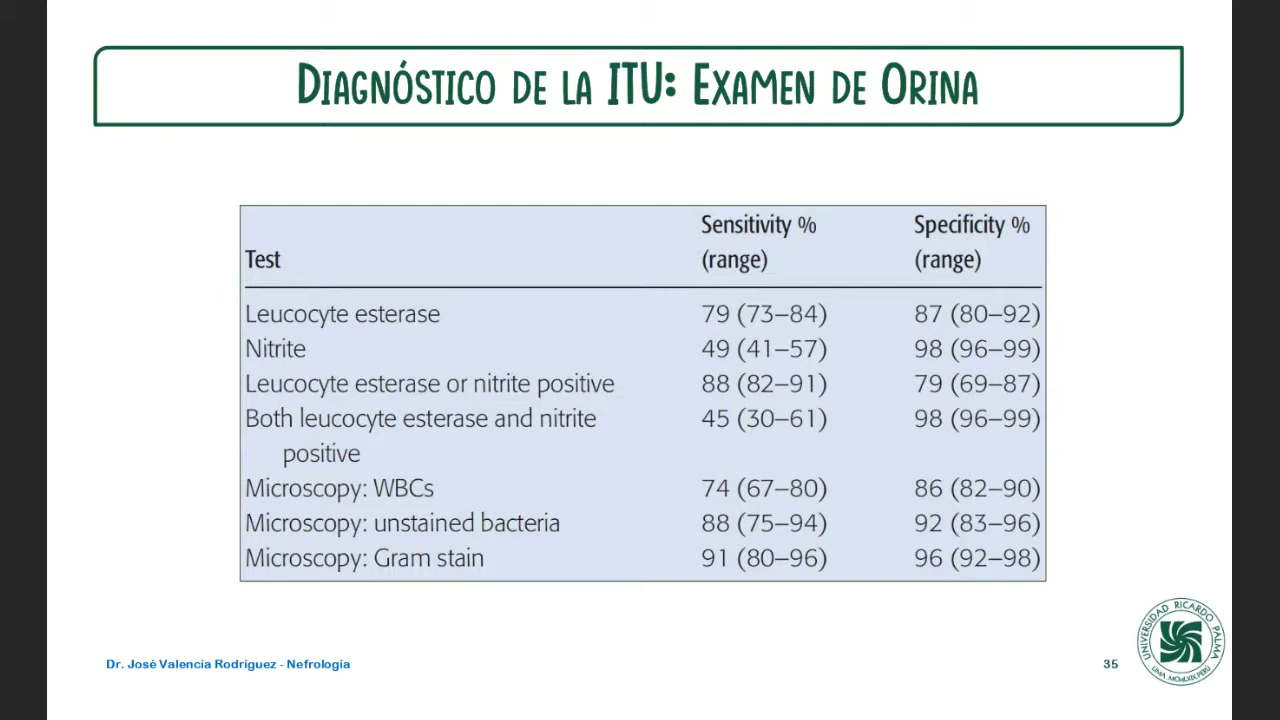 Diagnóstico de la ITU: Examen de Orina
Sensitivity % Specificity %
Test (range) (range)
Leucocyte esterase 79 (73–84) 87 (80–92)
Nitrite 49 (41–57) 98 (96–99)
Leucocyte esterase or nitrite positive 88 (82–91) 79 (69–87)
Both leucocyte esterase and nitrite 45 (30–61) 98 (96–99)
positive
Microscopy: WBCs 74 (67–80) 86 (82–90)
Microscopy: unstained bacteria 88 (75–94) 92 (83–96)
Microscopy: Gram stain 91 (80–96) 96 (92–98)
Dr. José Valencia Rodríguez - Nefrología 35
UNIVERSIDAD RICARDO PALMA
LIMA MCMLXIX PERÚ